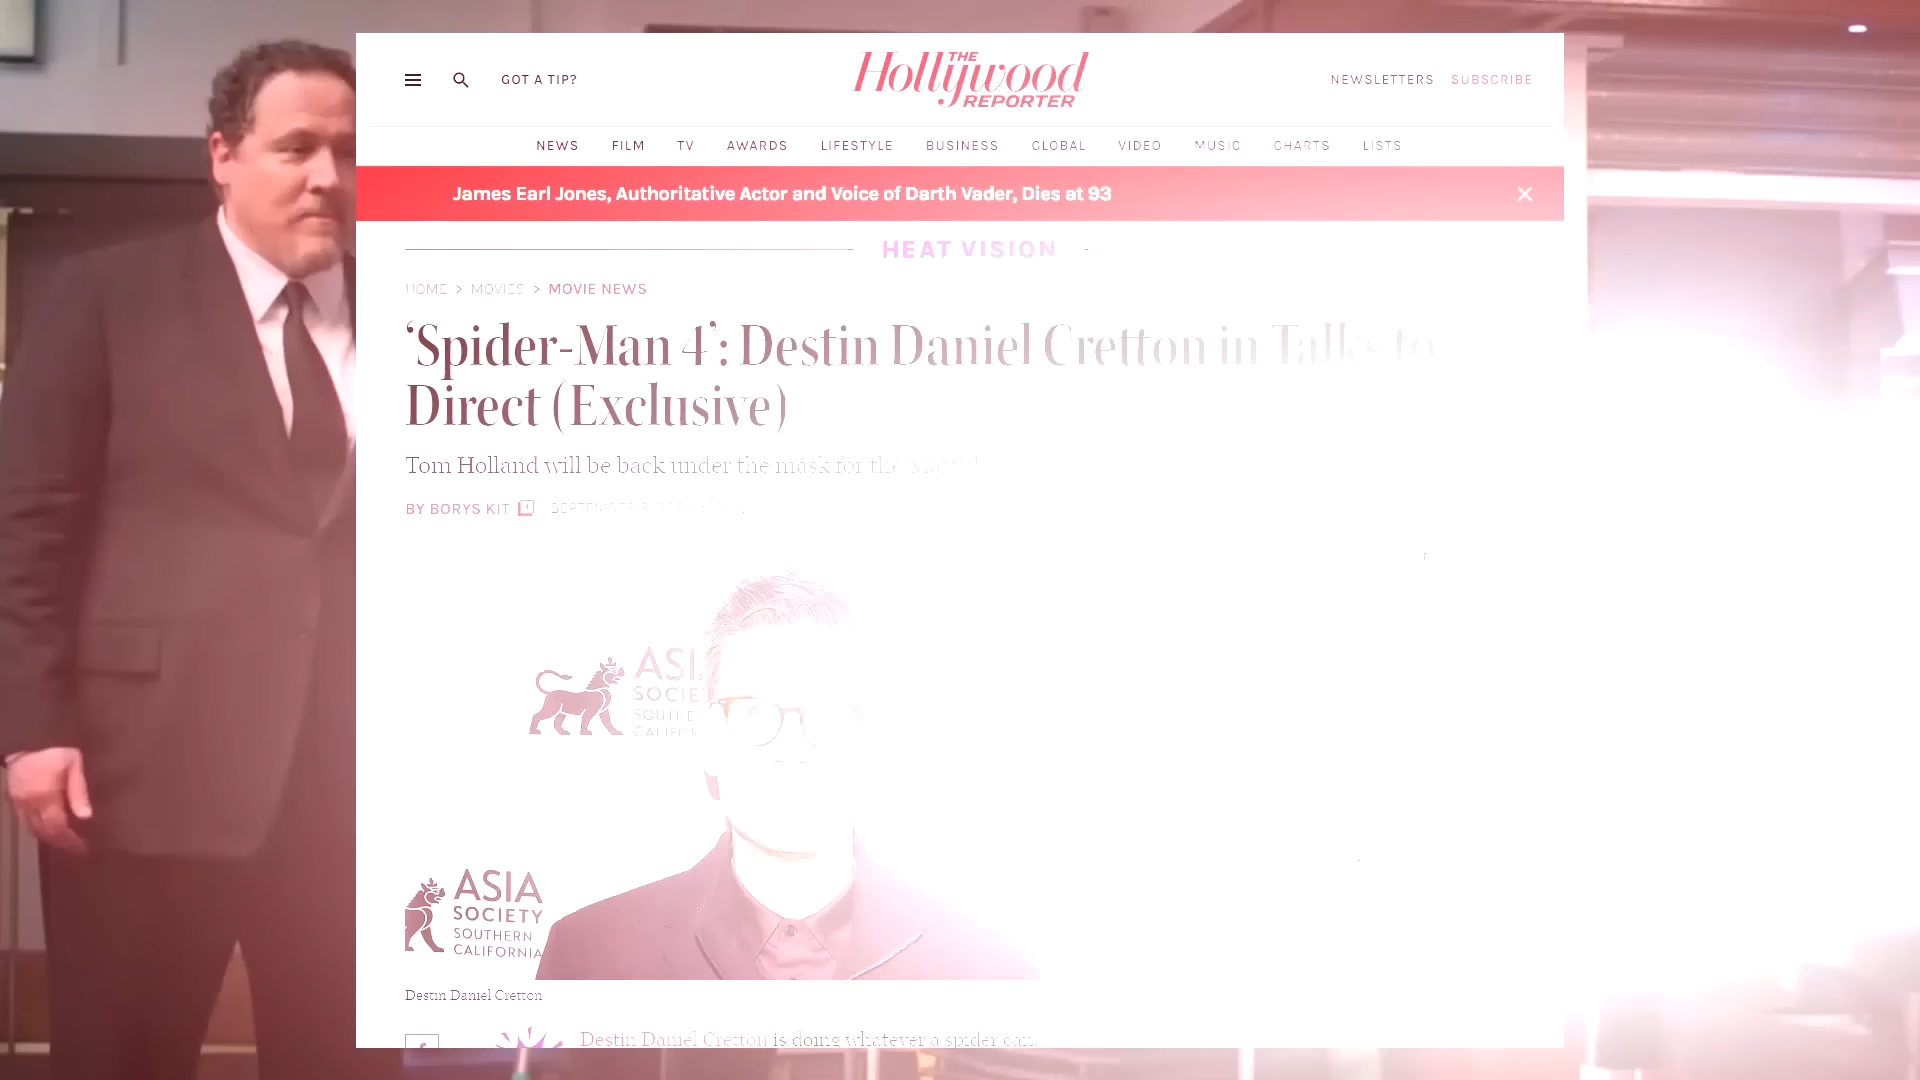 GOT A TIP?
THE
Hollywood
REPORTER
NEWSLETTERS SUBSCRIBE
NEWS FILM TV AWARDS LIFESTYLE BUSINESS GLOBAL VIDEO MUSIC CHARTS LISTS
James Earl Jones, Authoritative Actor and Voice of Darth Vader, Dies at 93
HEAT VISION
HOME > MOVIES > MOVIE NEWS
‘Spider-Man 4’: Destin Daniel Cretton in Talks to
Direct (Exclusive)
Tom Holland will be back under the mask for the
BY BORYS KIT SEPTEMBER
ASIA
SOUTHE
ASIA
SOCIETY
SOUTHERN
CALIFORNIA
Destin Daniel Cretton
Destin Daniel Cretton is doing whatever a spider can.